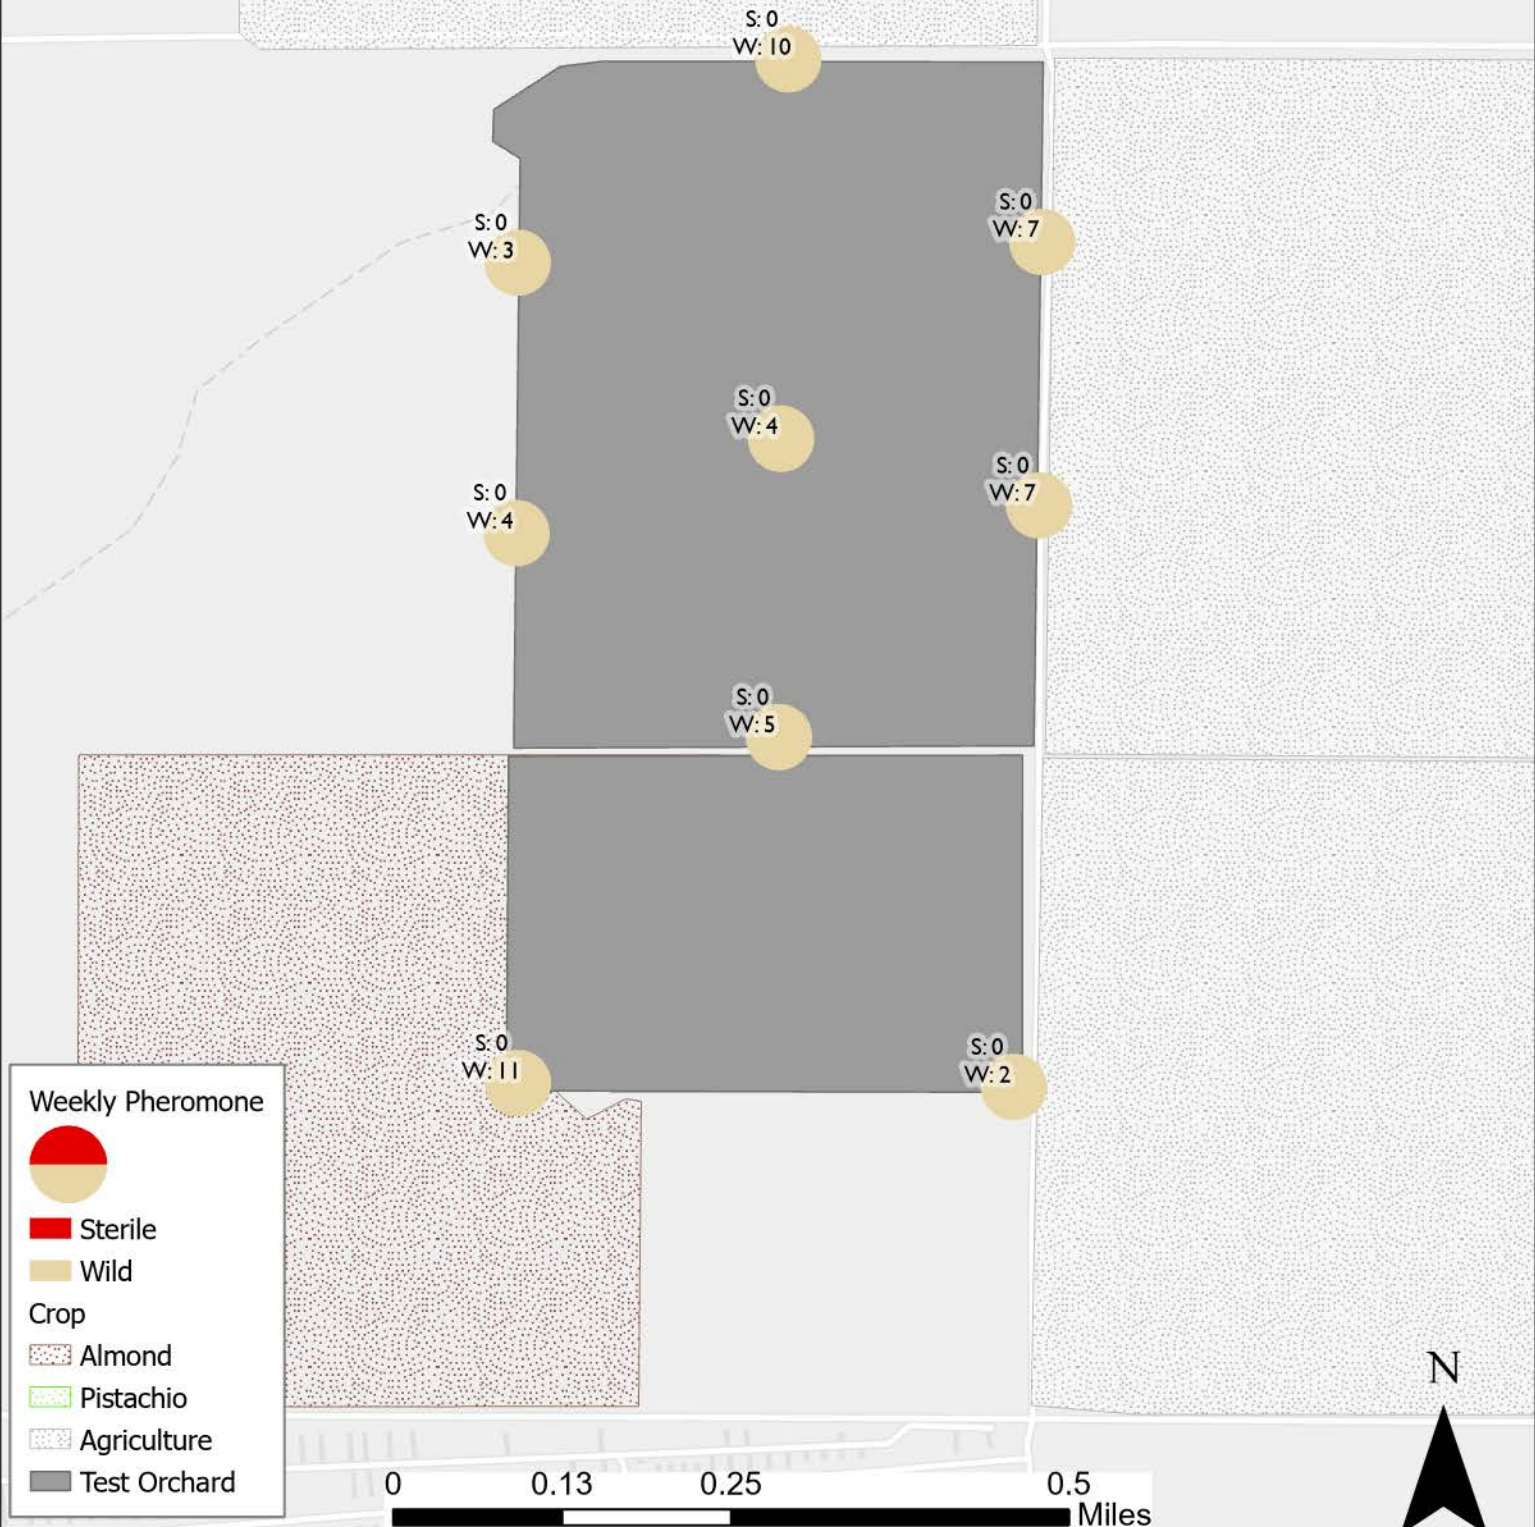 S: 0
W: 10
S: 0
W: 7
S: 0
W: 3
S: 0
W: 4
S: 0
W: 7
S: 0
W: 4
S: 0
W: 5
S: 0
W: 11
S: 0
W: 2
Weekly Pheromone
Sterile
Wild
Crop
Almond
Pistachio
Agriculture
Test Orchard
N
0 0.13 0.25 0.5
Miles